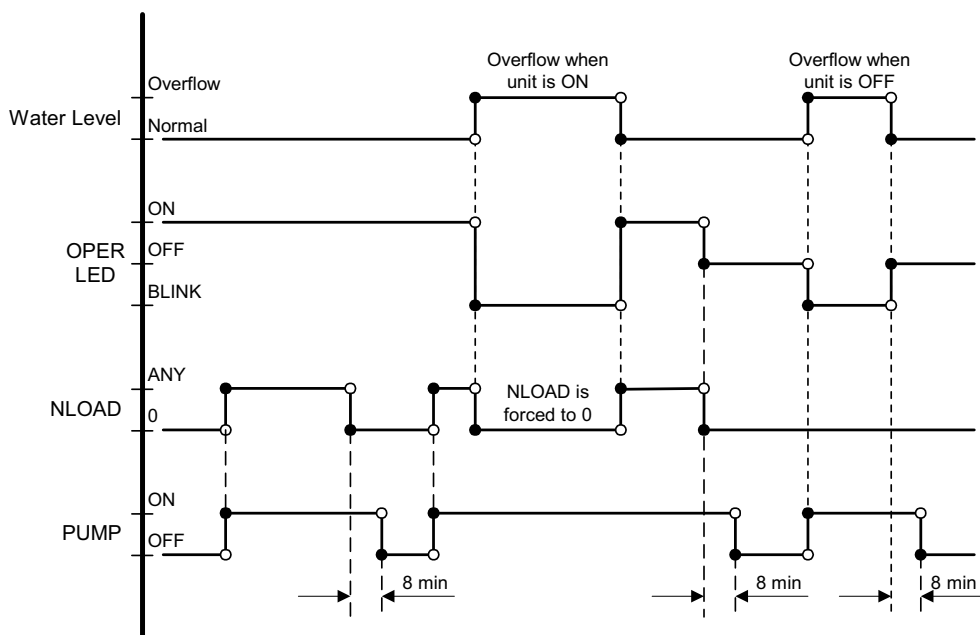 Overflow when
unit is ON
Overflow when
unit is OFF
Overflow
Water Level
Normal
ON
OPER
LED
OFF
BLINK
ANY
NLOAD
0
NLOAD is
forced to 0
ON
PUMP
OFF
8 min
8 min
8 min